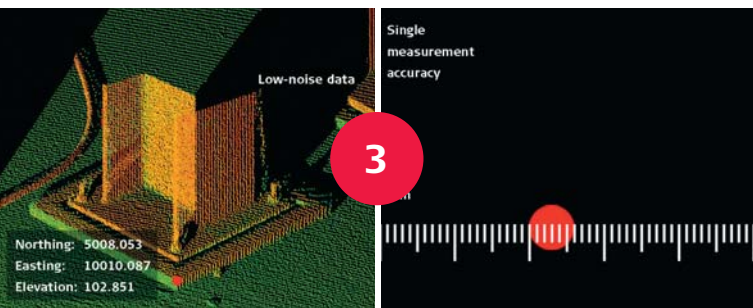 Low-noise data
Northing: 5008.053
Easting: 10010.087
Elevation: 102.851
3
Single
measurement
accuracy